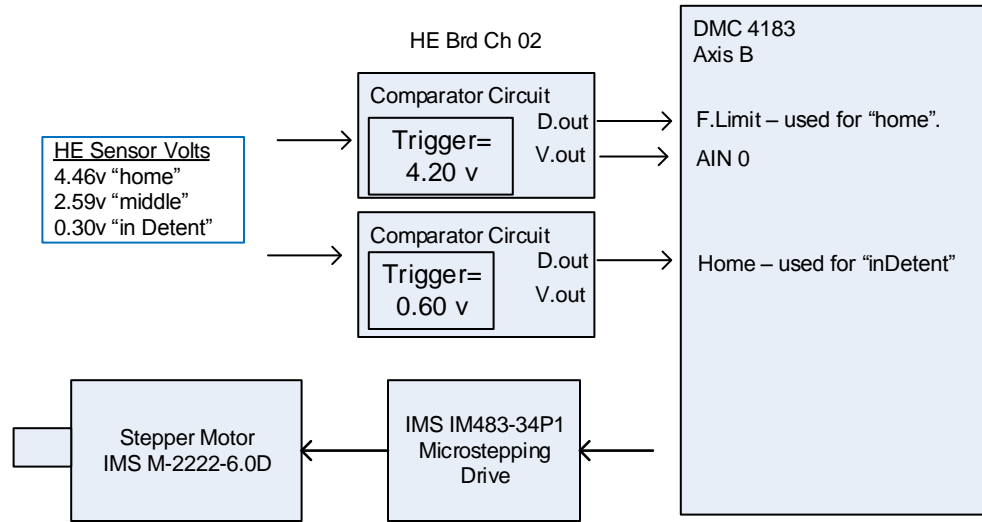 HE Brd Ch 02
DMC 4183
Axis B
Comparator Circuit
Trigger=
4.20 v
D.out
V.out
F.Limit – used for “home”.
AIN 0
HE Sensor Volts
4.46v “home”
2.59v “middle”
0.30v “in Detent”
Comparator Circuit
Trigger=
0.60 v
D.out
V.out
Home – used for “inDetent”
Stepper Motor
IMS M-2222-6.0D
IMS IM483-34P1
Microstepping
Drive